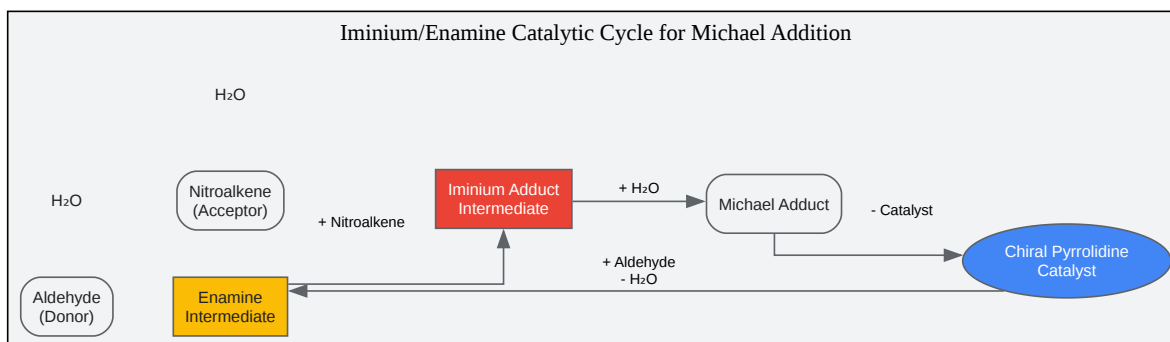 Iminium/Enamine Catalytic Cycle for Michael Addition
H₂O
H₂O
Nitroalkene
(Acceptor)
+ Nitroalkene
Iminium Adduct
Intermediate
+ H₂O
Michael Adduct
- Catalyst
Chiral Pyrrolidine
Catalyst
+ Aldehyde
- H₂O
Aldehyde
(Donor)
Enamine
Intermediate